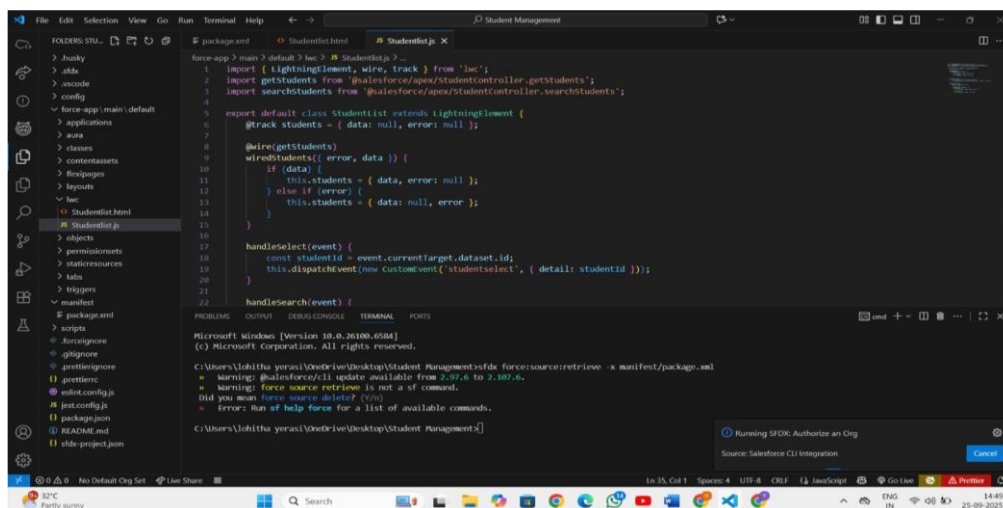 File Edit Selection View Go Run Terminal Help
Student Management
FOLDERS: STU...
package.xml
Studentlist.html
JS Studentlist.js
force-app > main > default > lwc > JS Studentlist.js > ...
> .husky
> .sfdx
> .vscode
> config
force-app \ main \ default
> applications
> aura
> classes
> contentassets
> flexipages
> layouts
lwc
<> Studentlist.html
JS Studentlist.js
> objects
> permissionsets
> staticresources
> tabs
> triggers
manifest
package.xml
> scripts
.forceignore
.gitignore
.prettierignore
{} .prettierrc
eslint.config.js
JS jest.config.js
{} package.json
README.md
{} sfdx-project.json
1 import { LightningElement, wire, track } from 'lwc';
2 import getStudents from '@salesforce/apex/StudentController.getStudents';
3 import searchStudents from '@salesforce/apex/StudentController.searchStudents';
4
5 export default class StudentList extends LightningElement {
6 @track students = { data: null, error: null };
7
8 @wire(getStudents)
9 wiredStudents({ error, data }) {
10 if (data) {
11 this.students = { data, error: null };
12 } else if (error) {
13 this.students = { data: null, error };
14 }
15 }
16
17 handleSelect(event) {
18 const studentId = event.currentTarget.dataset.id;
19 this.dispatchEvent(new CustomEvent('studentselect', { detail: studentId }));
20 }
21
22 handleSearch(event) {
PROBLEMS OUTPUT DEBUG CONSOLE TERMINAL PORTS
cmd
Microsoft Windows [Version 10.0.26100.6584]
(c) Microsoft Corporation. All rights reserved.
C:\Users\lohitha yerasi\OneDrive\Desktop\Student Management>sfdx force:source:retrieve -x manifest/package.xml
» Warning: @salesforce/cli update available from 2.97.6 to 2.107.6.
» Warning: force source retrieve is not a sf command.
Did you mean force source delete? (Y/n)
» Error: Run sf help force for a list of available commands.
C:\Users\lohitha yerasi\OneDrive\Desktop\Student Management>
Running SFDX: Authorize an Org
Source: Salesforce CLI Integration
Cancel
0 0 No Default Org Set Live Share
Ln 35, Col 1 Spaces: 4 UTF-8 CRLF {} JavaScript Go Live Prettier
32°C
Partly sunny
Search
ENG
IN
14:49
25-09-2025